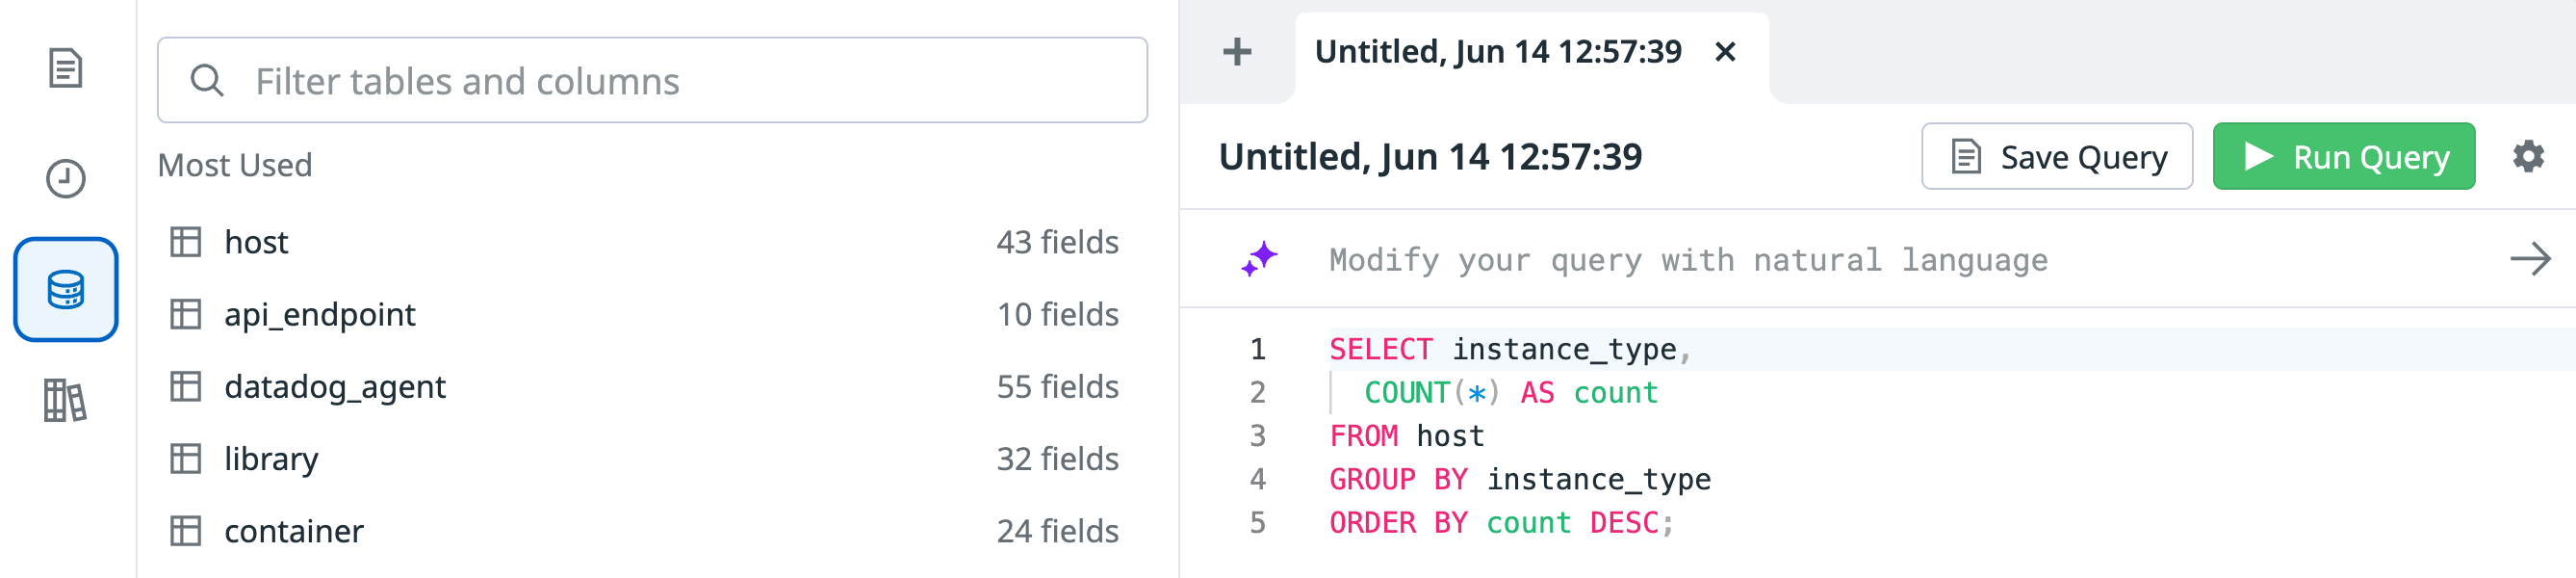 Filter tables and columns
Most Used
host 43 fields
api_endpoint 10 fields
datadog_agent 55 fields
library 32 fields
container 24 fields
Untitled, Jun 14 12:57:39
Untitled, Jun 14 12:57:39 Save Query Run Query
Modify your query with natural language
1 SELECT instance_type,
2 COUNT(*) AS count
3 FROM host
4 GROUP BY instance_type
5 ORDER BY count DESC;